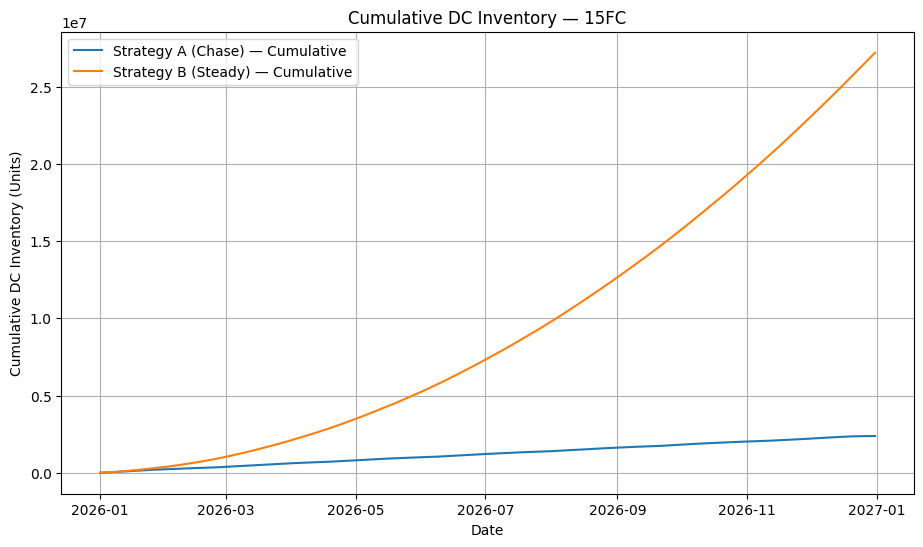 Cumulative DC Inventory — 15FC
1e7
Strategy A (Chase) — Cumulative
Strategy B (Steady) — Cumulative
Cumulative DC Inventory (Units)
2.5
2.0
1.5
1.0
0.5
0.0
2026-01
2026-03
2026-05
2026-07
2026-09
2026-11
2027-01
Date